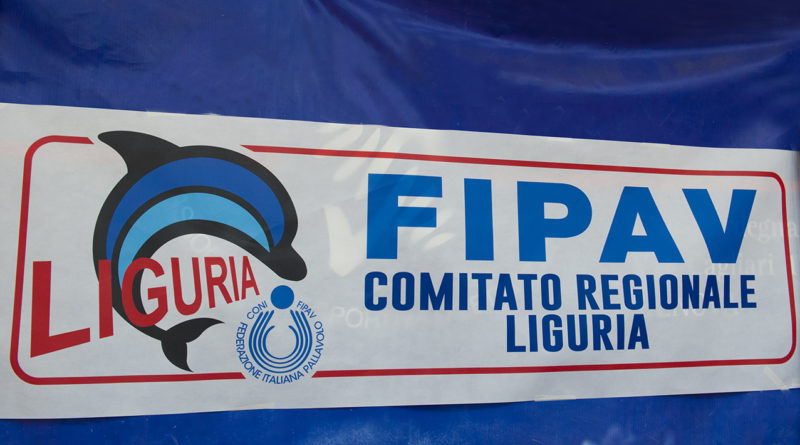 LIGURIA
FIPAV
COMITATO REGIONALE
LIGURIA
CONI FIPAV
FEDERAZIONE ITALIANA PALLAVOLO